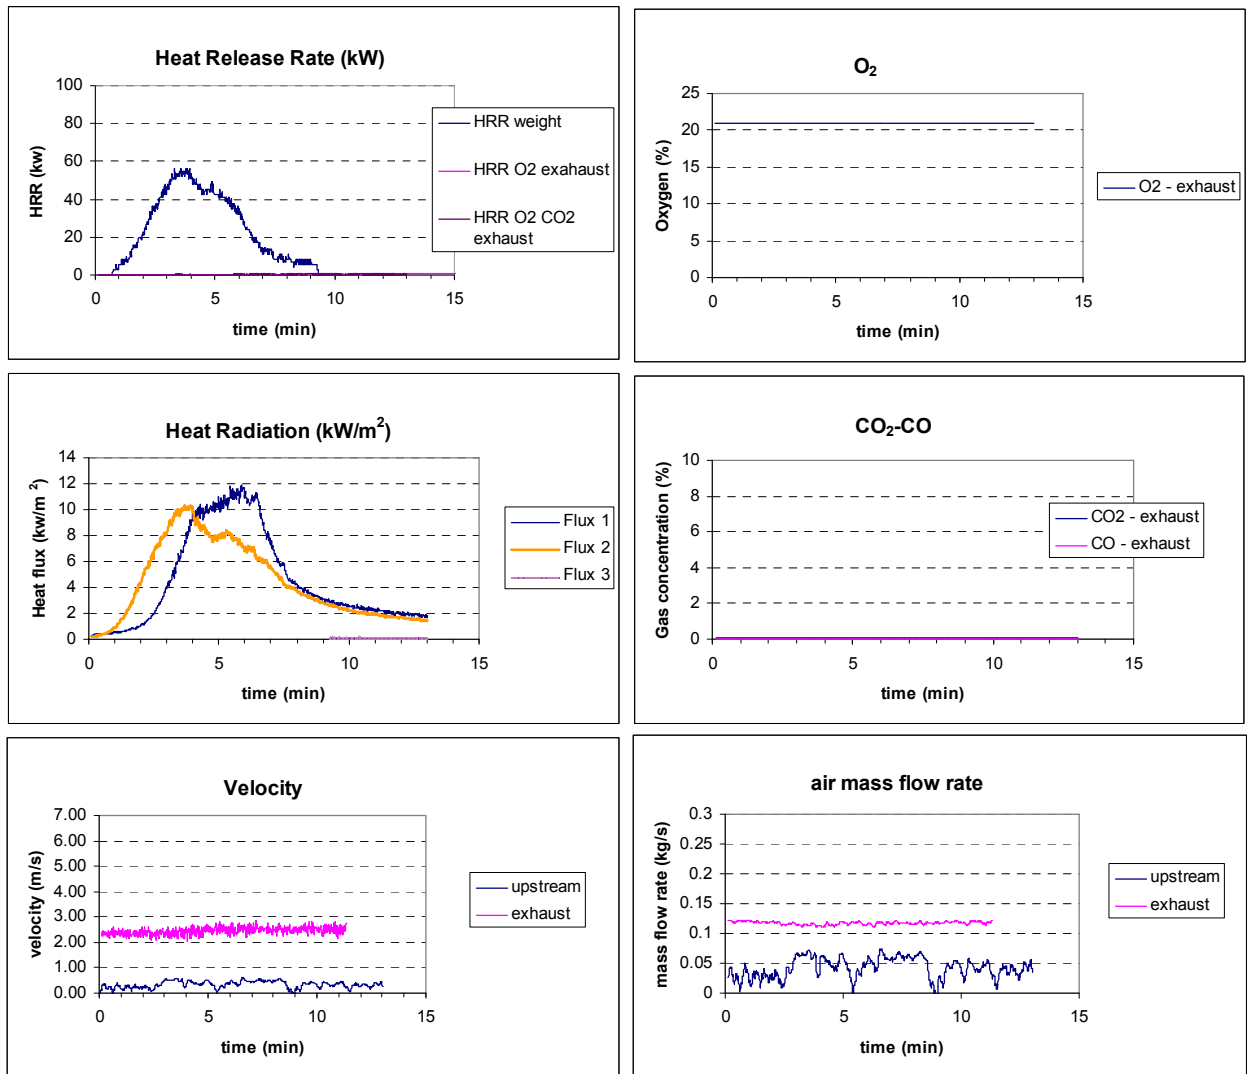 Heat Release Rate (kW)
100
80
60
40
20
0
0 5 10 15
HRR (kw)
time (min)
HRR weight
HRR O2 exahaust
HRR O2 CO2
exhaust
O₂
25
20
15
10
5
0
0 5 10 15
Oxygen (%)
time (min)
O2 - exhaust
Heat Radiation (kW/m²)
14
12
10
8
6
4
2
0
0 5 10 15
Heat flux (kw/m²)
time (min)
Flux 1
Flux 2
Flux 3
CO₂-CO
10
8
6
4
2
0
0 5 10 15
Gas concentration (%)
time (min)
CO2 - exhaust
CO - exhaust
Velocity
7.00
6.00
5.00
4.00
3.00
2.00
1.00
0.00
0 5 10 15
velocity (m/s)
time (min)
upstream
exhaust
air mass flow rate
0.3
0.25
0.2
0.15
0.1
0.05
0
0 5 10 15
mass flow rate (kg/s)
time (min)
upstream
exhaust